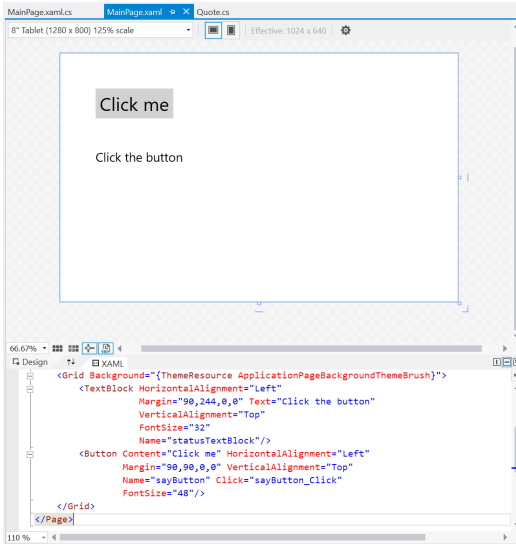 MainPage.xaml.cs MainPage.xaml Quote.cs
8" Tablet (1280 x 800) 125% scale Effective: 1024 x 640
Click me
Click the button
66.67%
Design XAML
<Grid Background="{ThemeResource ApplicationPageBackgroundThemeBrush}">
<TextBlock HorizontalAlignment="Left"
Margin="90,244,0,0" Text="Click the button"
VerticalAlignment="Top"
FontSize="32"
Name="statusTextBlock"/>
<Button Content="Click me" HorizontalAlignment="Left"
Margin="90,90,0,0" VerticalAlignment="Top"
Name="sayButton" Click="sayButton_Click"
FontSize="48"/>
</Grid>
</Page>
110 %